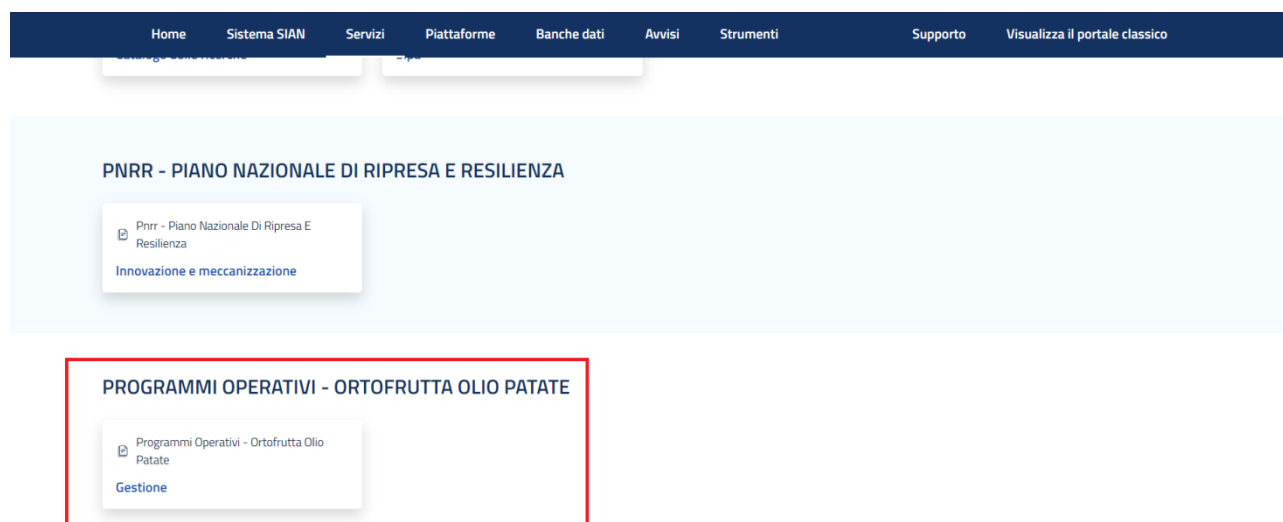 Home Sistema SIAN Servizi Piattaforme Banche dati Avvisi Strumenti Supporto Visualizza il portale classico
PNRR - PIANO NAZIONALE DI RIPRESA E RESILIENZA
Pnrr - Piano Nazionale Di Ripresa E
Resilienza
Innovazione e meccanizzazione
PROGRAMMI OPERATIVI - ORTOFRUTTA OLIO PATATE
Programmi Operativi - Ortofrutta Olio
Patate
Gestione